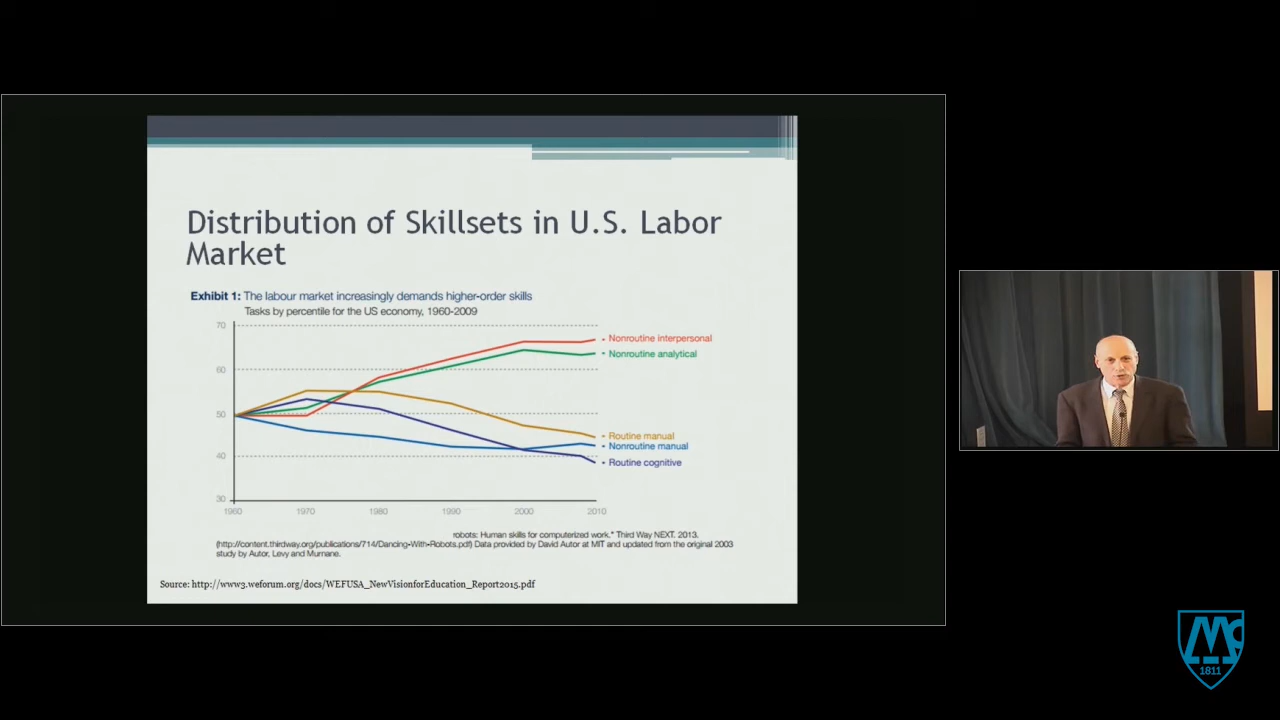 Distribution of Skillsets in U.S. Labor
Market
Exhibit 1: The labour market increasingly demands higher-order skills
Tasks by percentile for the US economy, 1960-2009
70
60
50
40
30
1960 1970 1980 1990 2000 2010
Nonroutine interpersonal
Nonroutine analytical
Routine manual
Nonroutine manual
Routine cognitive
robots: Human skills for computerized work." Third Way NEXT. 2013.
(http://content.thirdway.org/publications/714/Dancing-With-Robots.pdf) Data provided by David Autor at MIT and updated from the original 2003
study by Autor, Levy and Murnane.
Source: http://www3.weforum.org/docs/WEFUSA_NewVisionforEducation_Report2015.pdf
Mc
1811